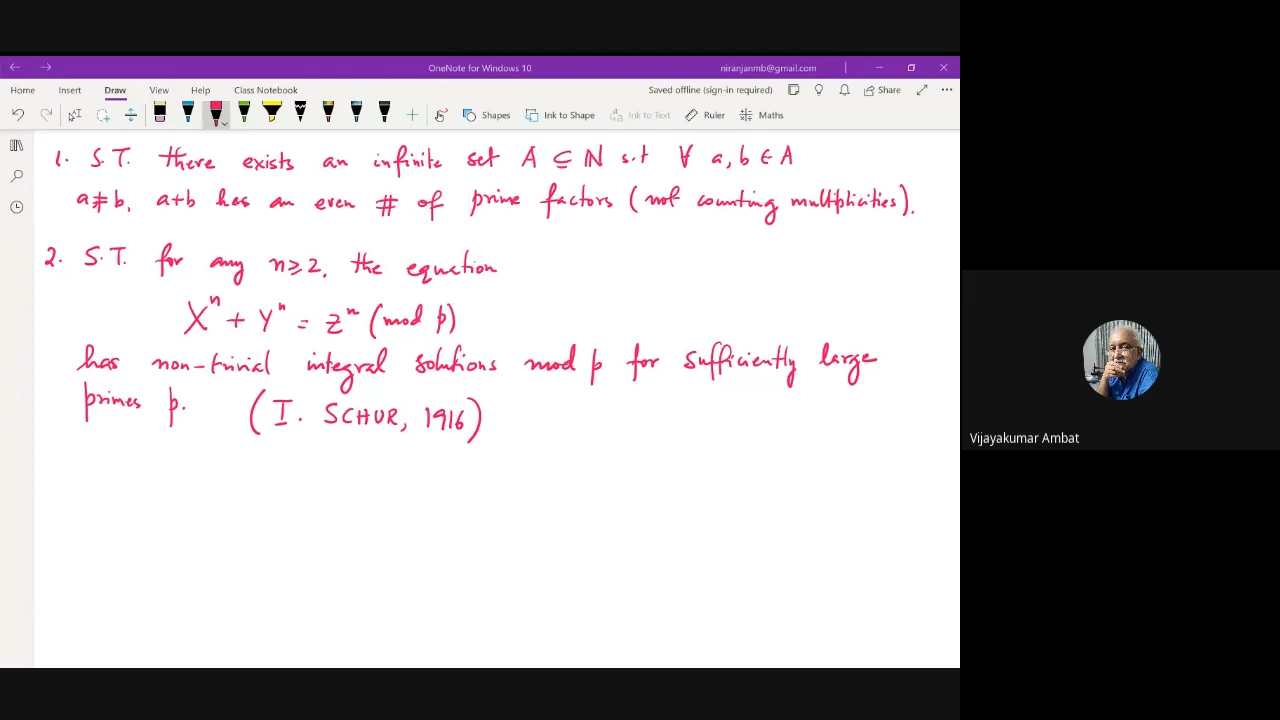 OneNote for Windows 10
niranjanmb@gmail.com
Home Insert Draw View Help Class Notebook
Saved offline (sign-in required)
Share
Shapes Ink to Shape Ink to Text Ruler Maths
1. S.T. there exists an infinite set A ⊆ N s.t ∀ a, b ∈ A
a≠b, a+b has an even # of prime factors (not counting multiplicities).
2. S.T. for any n≥2, the equation
Xⁿ + Yⁿ = Zⁿ (mod p)
has non-trivial integral solutions mod p for sufficiently large
primes p. (I. SCHUR, 1916)
Vijayakumar Ambat